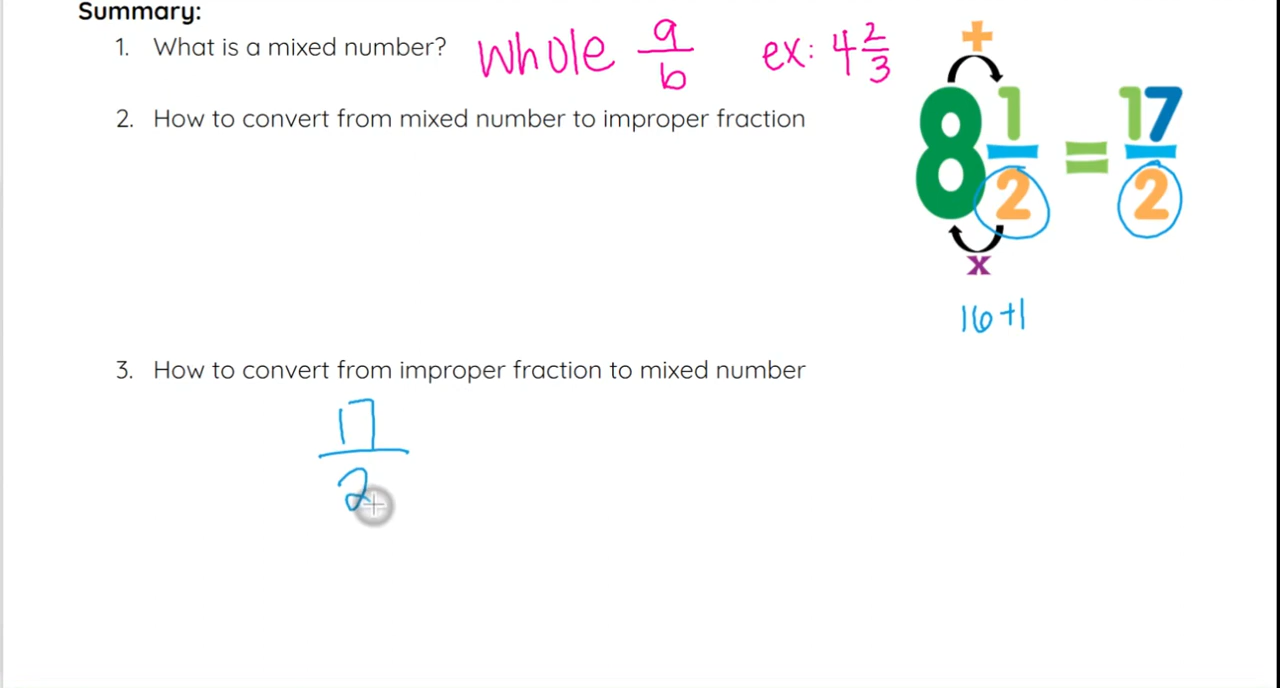 Summary:
1. What is a mixed number? Whole a/b ex: 4 2/3
2. How to convert from mixed number to improper fraction
+
8 1/2 = 17/2
x
16+1
3. How to convert from improper fraction to mixed number
17/2